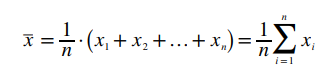 x̄ = 1/n · (x₁ + x₂ + … + xₙ) = 1/n ∑ᵢ₌₁ⁿ xᵢ